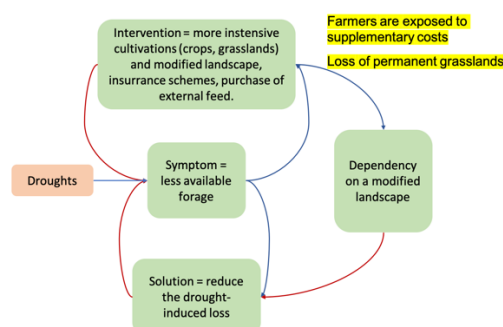 Intervention = more instensive
cultivations (crops, grasslands)
and modified landscape,
insurrance schemes, purchase of
external feed.
Farmers are exposed to
supplementary costs
Loss of permanent grasslands
Droughts
Symptom =
less available
forage
Dependency
on a modified
landscape
Solution = reduce
the drought-
induced loss